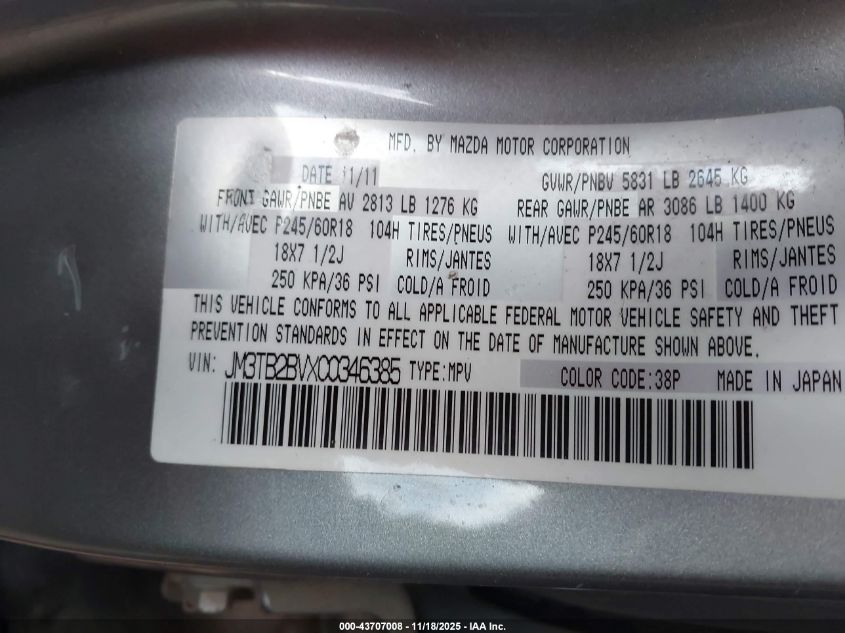 MFD. BY MAZDA MOTOR CORPORATION
DATE 11/11 GVWR/PNBV 5831 LB 2645 KG
FRONT GAWR/PNBE AV 2813 LB 1276 KG REAR GAWR/PNBE AR 3086 LB 1400 KG
WITH/AVEC P245/60R18 104H TIRES/PNEUS WITH/AVEC P245/60R18 104H TIRES/PNEUS
18X7 1/2J RIMS/JANTES 18X7 1/2J RIMS/JANTES
250 KPA/36 PSI COLD/A FROID 250 KPA/36 PSI COLD/A FROID
THIS VEHICLE CONFORMS TO ALL APPLICABLE FEDERAL MOTOR VEHICLE SAFETY AND THEFT
PREVENTION STANDARDS IN EFFECT ON THE DATE OF MANUFACTURE SHOWN ABOVE.
VIN: JM3TB2BVXC0346385 TYPE:MPV COLOR CODE:38P MADE IN JAPAN
000-43707008 - 11/18/2025 - IAA Inc.